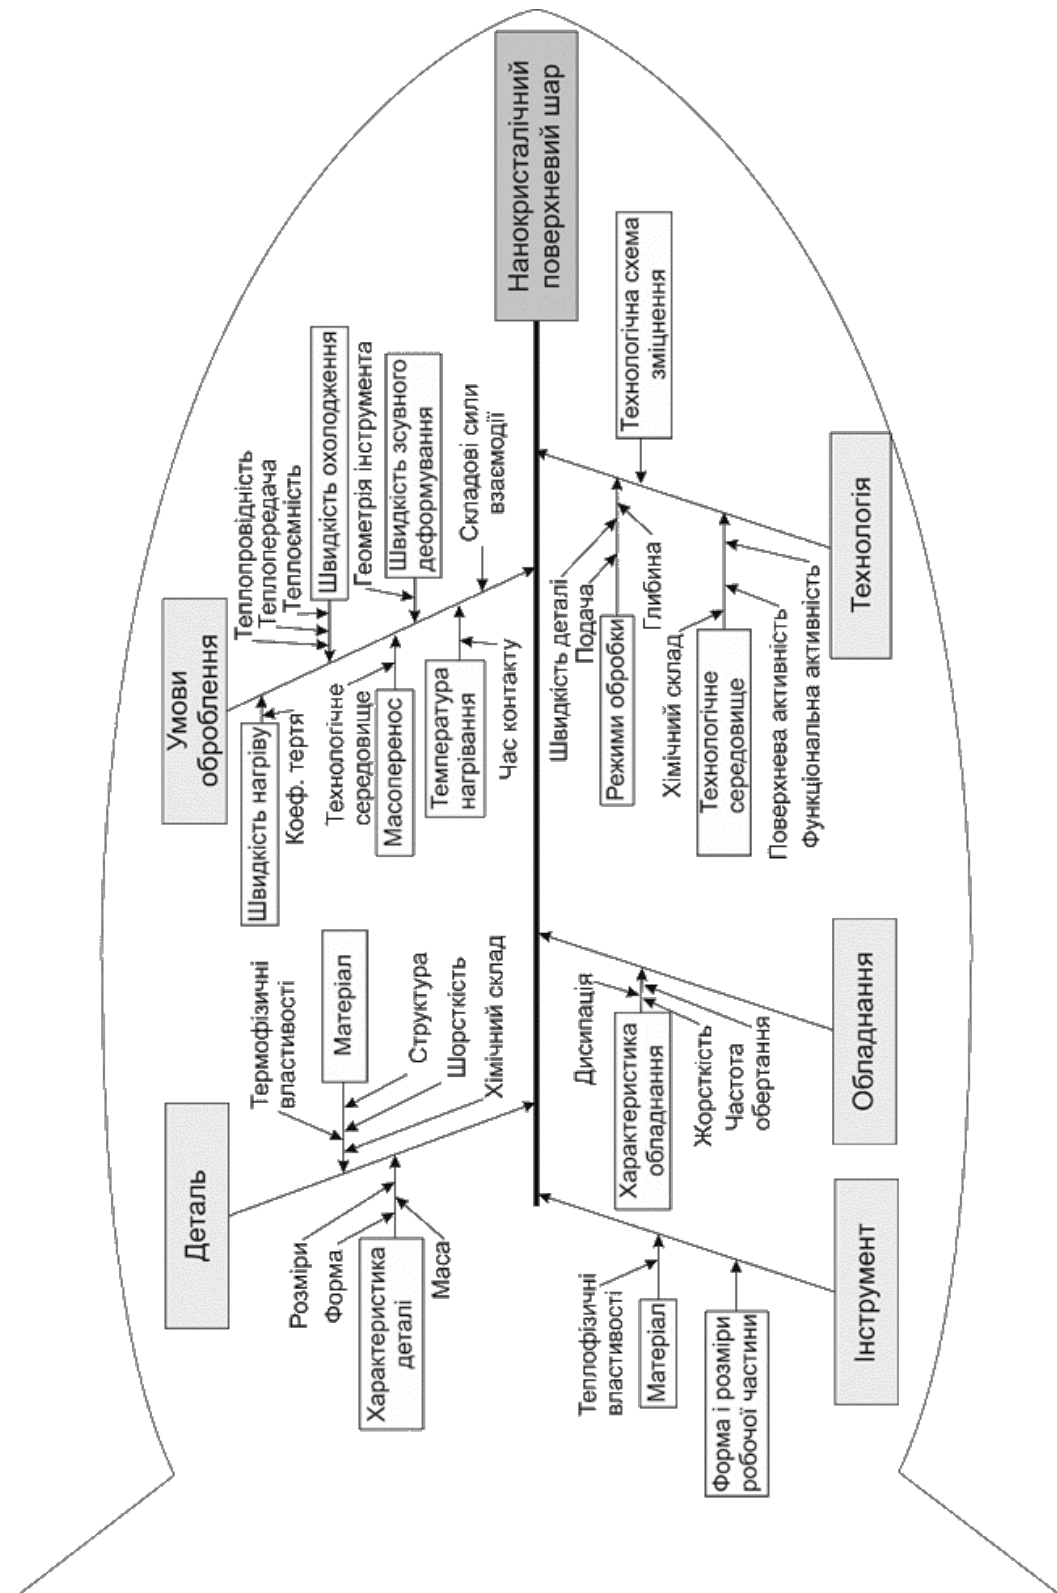 Деталь
Термофізичні
властивості
Матеріал
Структура
Шорсткість
Хімічний склад
Розміри
Форма
Характеристика
деталі
Маса
Умови
оброблення
Швидкість нагріву
Коеф. тертя
Теплопровідність
Теплопередача
Теплоємність
Швидкість охолодження
Технологічне
середовище
Масоперенос
Геометрія інструмента
Швидкість зсувного
деформування
Температура
нагрівання
Час контакту
Складові сили
взаємодії
Нанокристалічний
поверхневий шар
Теплофізичні
властивості
Матеріал
Форма і розміри
робочої частини
Інструмент
Дисипація
Характеристика
обладнання
Жорсткість
Частота
обертання
Обладнання
Швидкість деталі
Подача
Режими обробки
Глибина
Хімічний склад
Технологічне
середовище
Поверхнева активність
Функціональна активність
Технологічна схема
зміцнення
Технологія